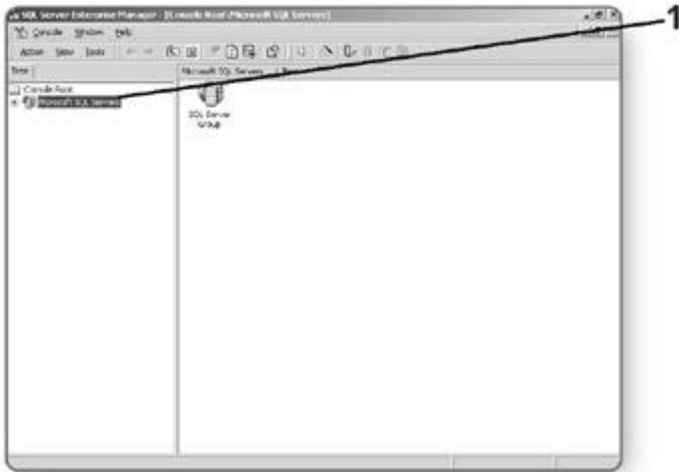 SQL Server Enterprise Manager - [Console Root\Microsoft SQL Servers]
1
Console Window Help
Action View Tools
Tree
Microsoft SQL Servers
Console Root
Microsoft SQL Servers
SQL Server
Group